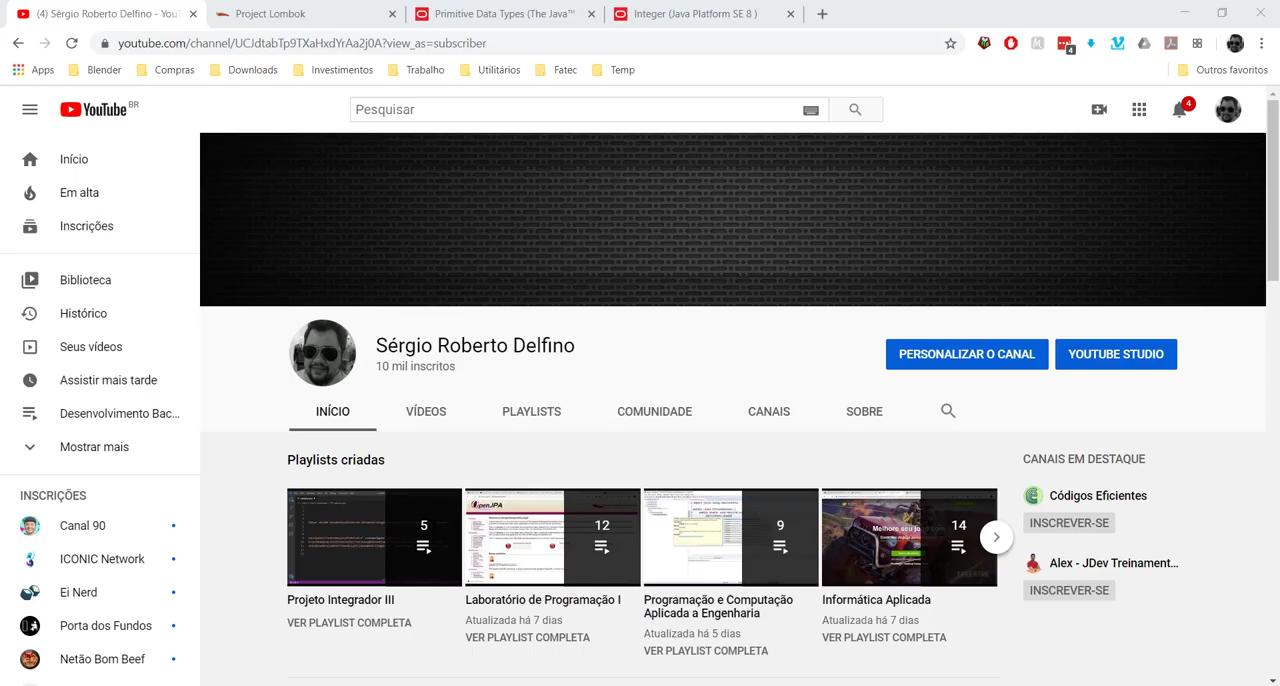 (4) Sérgio Roberto Delfino - YouT
Project Lombok
Primitive Data Types (The Java™
Integer (Java Platform SE 8 )
youtube.com/channel/UCJdtabTp9TXaHxdYrAa2j0A?view_as=subscriber
Apps
Blender
Compras
Downloads
Investimentos
Trabalho
Utilitários
Fatec
Temp
Outros favoritos
YouTube BR
Pesquisar
4
Início
Em alta
Inscrições
Biblioteca
Histórico
Seus vídeos
Assistir mais tarde
Desenvolvimento Bac...
Mostrar mais
INSCRIÇÕES
Canal 90
ICONIC Network
Ei Nerd
Porta dos Fundos
Netão Bom Beef
Sérgio Roberto Delfino
10 mil inscritos
PERSONALIZAR O CANAL
YOUTUBE STUDIO
INÍCIO
VÍDEOS
PLAYLISTS
COMUNIDADE
CANAIS
SOBRE
Playlists criadas
5
Projeto Integrador III
VER PLAYLIST COMPLETA
12
Laboratório de Programação I
Atualizada há 7 dias
VER PLAYLIST COMPLETA
9
Programação e Computação
Aplicada a Engenharia
Atualizada há 5 dias
VER PLAYLIST COMPLETA
14
Informática Aplicada
Atualizada há 7 dias
VER PLAYLIST COMPLETA
CANAIS EM DESTAQUE
Códigos Eficientes
INSCREVER-SE
Alex - JDev Treinament...
INSCREVER-SE